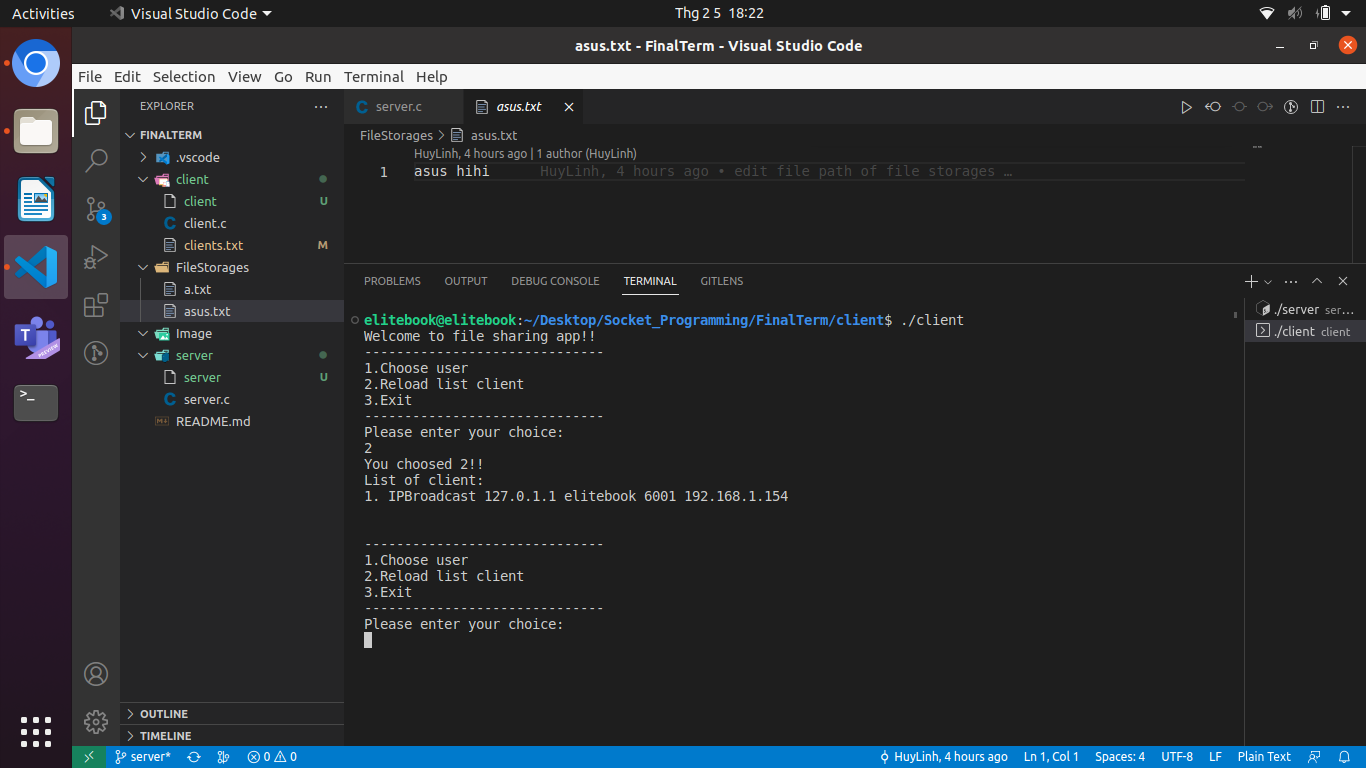 Activities Visual Studio Code Thg 2 5 18:22
asus.txt - FinalTerm - Visual Studio Code
File Edit Selection View Go Run Terminal Help
EXPLORER
FINALTERM
.vscode
client
client U
client.c
clients.txt M
FileStorages
a.txt
asus.txt
Image
server
server U
server.c
README.md
OUTLINE
TIMELINE
3
server.c asus.txt
FileStorages > asus.txt
HuyLinh, 4 hours ago | 1 author (HuyLinh)
1 asus hihi HuyLinh, 4 hours ago • edit file path of file storages …
PROBLEMS OUTPUT DEBUG CONSOLE TERMINAL GITLENS
elitebook@elitebook:~/Desktop/Socket_Programming/FinalTerm/client$ ./client
Welcome to file sharing app!!
------------------------------
1.Choose user
2.Reload list client
3.Exit
------------------------------
Please enter your choice:
2
You choosed 2!!
List of client:
1. IPBroadcast 127.0.1.1 elitebook 6001 192.168.1.154
------------------------------
1.Choose user
2.Reload list client
3.Exit
------------------------------
Please enter your choice:
./server ser...
./client client
server* 0 0 HuyLinh, 4 hours ago Ln 1, Col 1 Spaces: 4 UTF-8 LF Plain Text